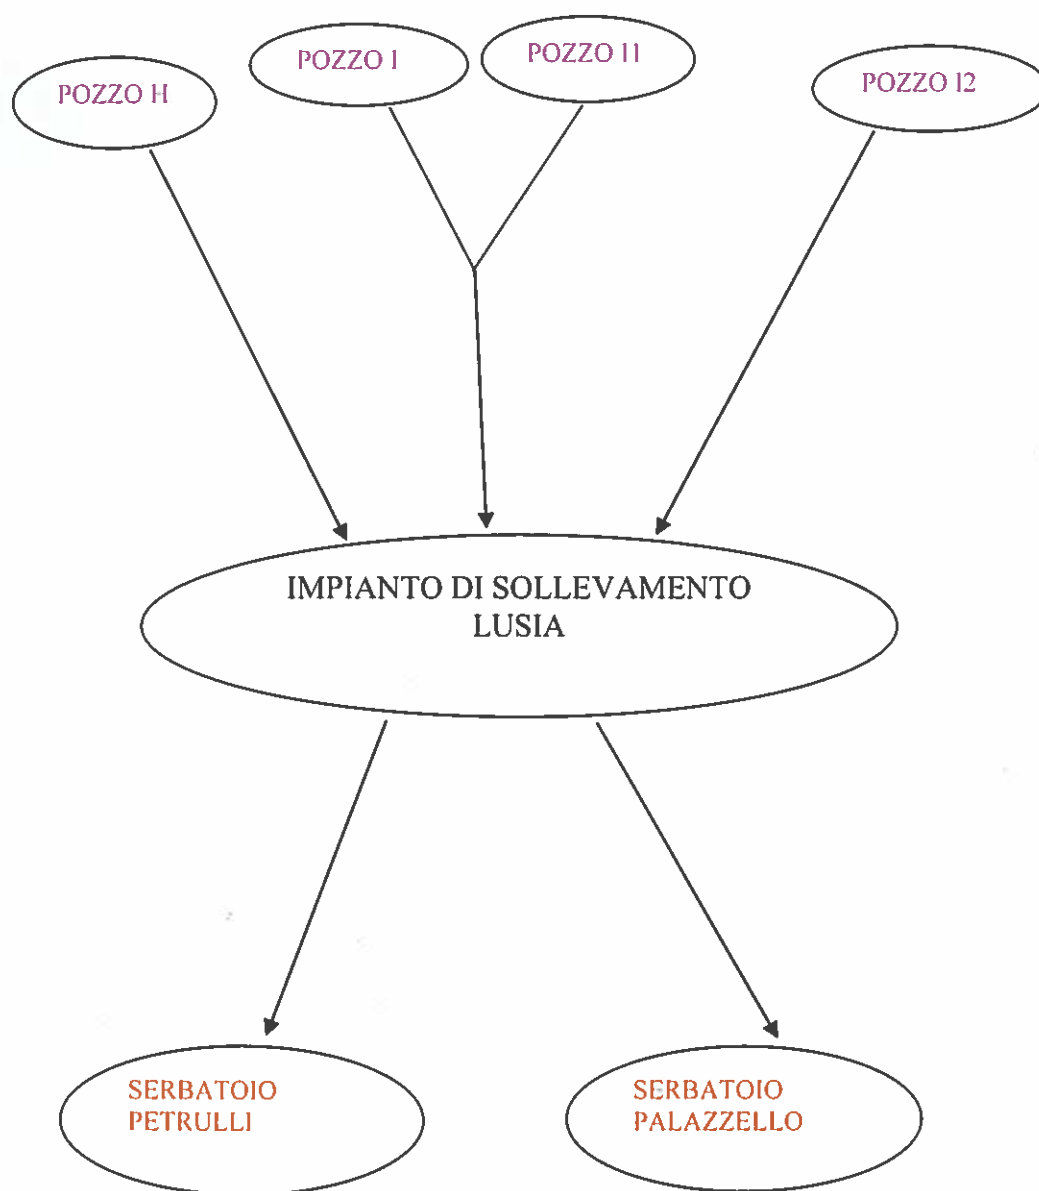 POZZO H
POZZO I
POZZO I1
POZZO I2
IMPIANTO DI SOLLEVAMENTO
LUSIA
SERBATOIO
PETRULLI
SERBATOIO
PALAZZELLO